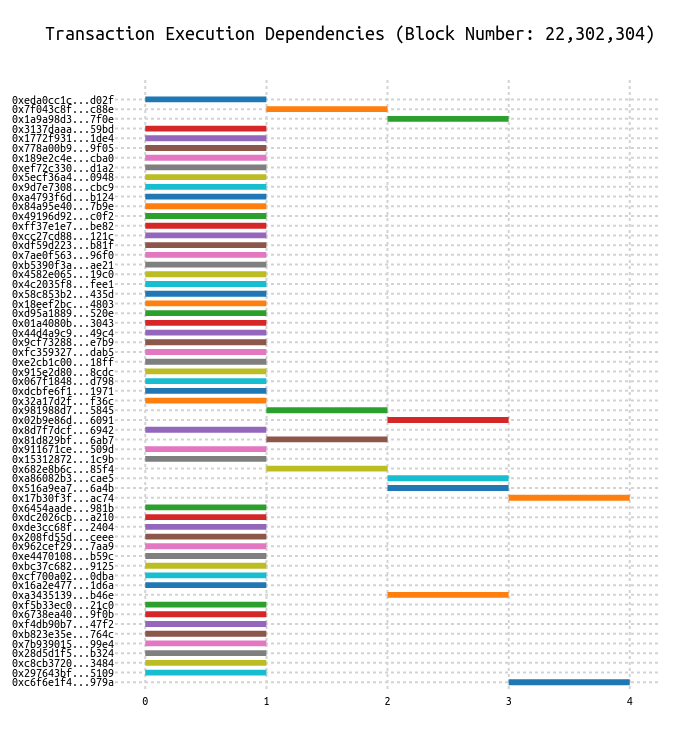 Transaction Execution Dependencies (Block Number: 22,302,304)
0xeda0cc1c...d02f
0x7f043c8f...c88e
0x1a9a98d3...7f0e
0x3137daaa...59bd
0x1772f931...1de4
0x778a00b9...9f05
0x189e2c4e...cba0
0xef72c330...d1a2
0x5ecf36a4...0948
0x9d7e7308...cbc9
0xa4793f6d...b124
0x84a95e40...7b9e
0x49196d92...c0f2
0xff37e1e7...be82
0xcc27cd88...121c
0xdf59d223...b81f
0x7ae0f563...96f0
0xb5390f3a...ae21
0x4582e065...19c0
0x4c2035f8...fee1
0x58c853b2...435d
0x18eef2bc...4803
0xd95a1889...520e
0x01a4080b...3043
0x44d4a9c9...49c4
0x9cf73288...e7b9
0xfc359327...dab5
0xe2cb1c00...18ff
0x915e2d80...8cdc
0x067f1848...d798
0xdcbfe6f1...1971
0x32a17d2f...f36c
0x981988d7...5845
0x02b9e86d...6091
0x8d7f7dcf...6942
0x81d829bf...6ab7
0x911671ce...509d
0x15312872...1c9b
0x682e8b6c...85f4
0xa86082b3...cae5
0x516a9ea7...6a4b
0x17b30f3f...ac74
0x6454aade...981b
0xdc2026cb...a210
0xde3cc68f...2404
0x208fd55d...ceee
0x962cef29...7aa9
0xe4470108...b59c
0xbc37c682...9125
0xcf700a02...0dba
0x16a2e477...1d6a
0xa3435139...b46e
0xf5b33ec0...21c0
0x6738ea40...9f0b
0xf4db90b7...47f2
0xb823e35e...764c
0x7b939015...99e4
0x28d5d1f5...b324
0xc8cb3720...3484
0x297643bf...5109
0xc6f6e1f4...979a
0 1 2 3 4